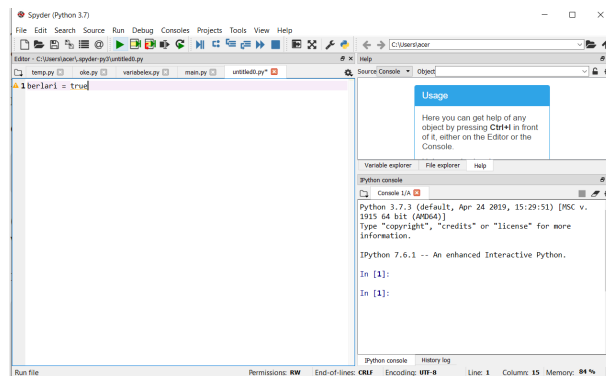 Spyder (Python 3.7)
File Edit Search Source Run Debug Consoles Projects Tools View Help
C:\Users\acer
Editor - C:\Users\acer\.spyder-py3\untitled0.py
temp.py oke.py variabelex.py main.py untitled0.py*
1 berlari = true
Help
Source Console Object
Usage
Here you can get help of any
object by pressing Ctrl+I in front
of it, either on the Editor or the
Console.
Variable explorer File explorer Help
IPython console
Console 1/A
Python 3.7.3 (default, Apr 24 2019, 15:29:51) [MSC v.
1915 64 bit (AMD64)]
Type "copyright", "credits" or "license" for more
information.
IPython 7.6.1 -- An enhanced Interactive Python.
In [1]:
In [1]:
IPython console History log
Run file Permissions: RW End-of-lines: CRLF Encoding: UTF-8 Line: 1 Column: 15 Memory: 84 %